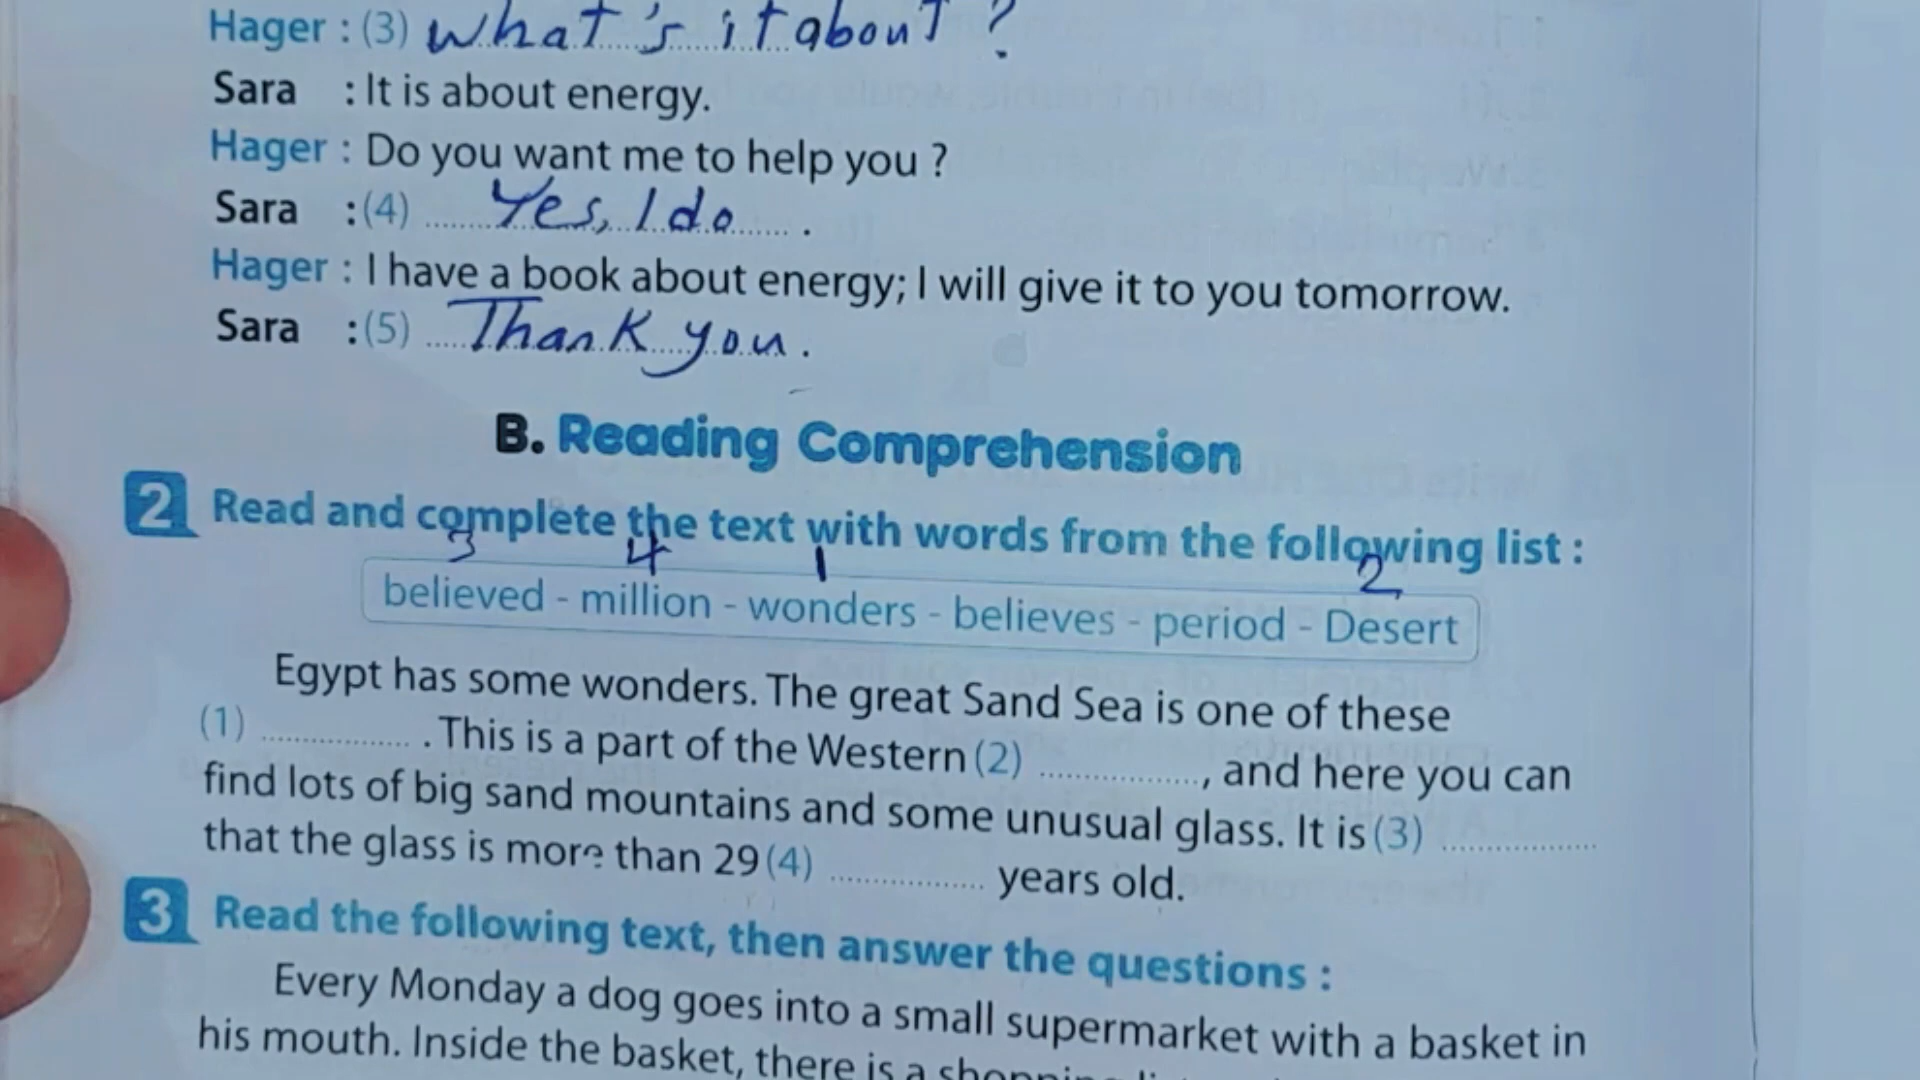 Hager : (3) What's it about ?
Sara : It is about energy.
Hager : Do you want me to help you ?
Sara : (4) Yes, I do .
Hager : I have a book about energy; I will give it to you tomorrow.
Sara : (5) Thank you .
B. Reading Comprehension
2 Read and complete the text with words from the following list :
3 4 1 2
believed - million - wonders - believes - period - Desert
Egypt has some wonders. The great Sand Sea is one of these
(1) ................ . This is a part of the Western (2) ................, and here you can
find lots of big sand mountains and some unusual glass. It is (3) ................
that the glass is more than 29 (4) ................ years old.
3 Read the following text, then answer the questions :
Every Monday a dog goes into a small supermarket with a basket in
his mouth. Inside the basket, there is a shopping